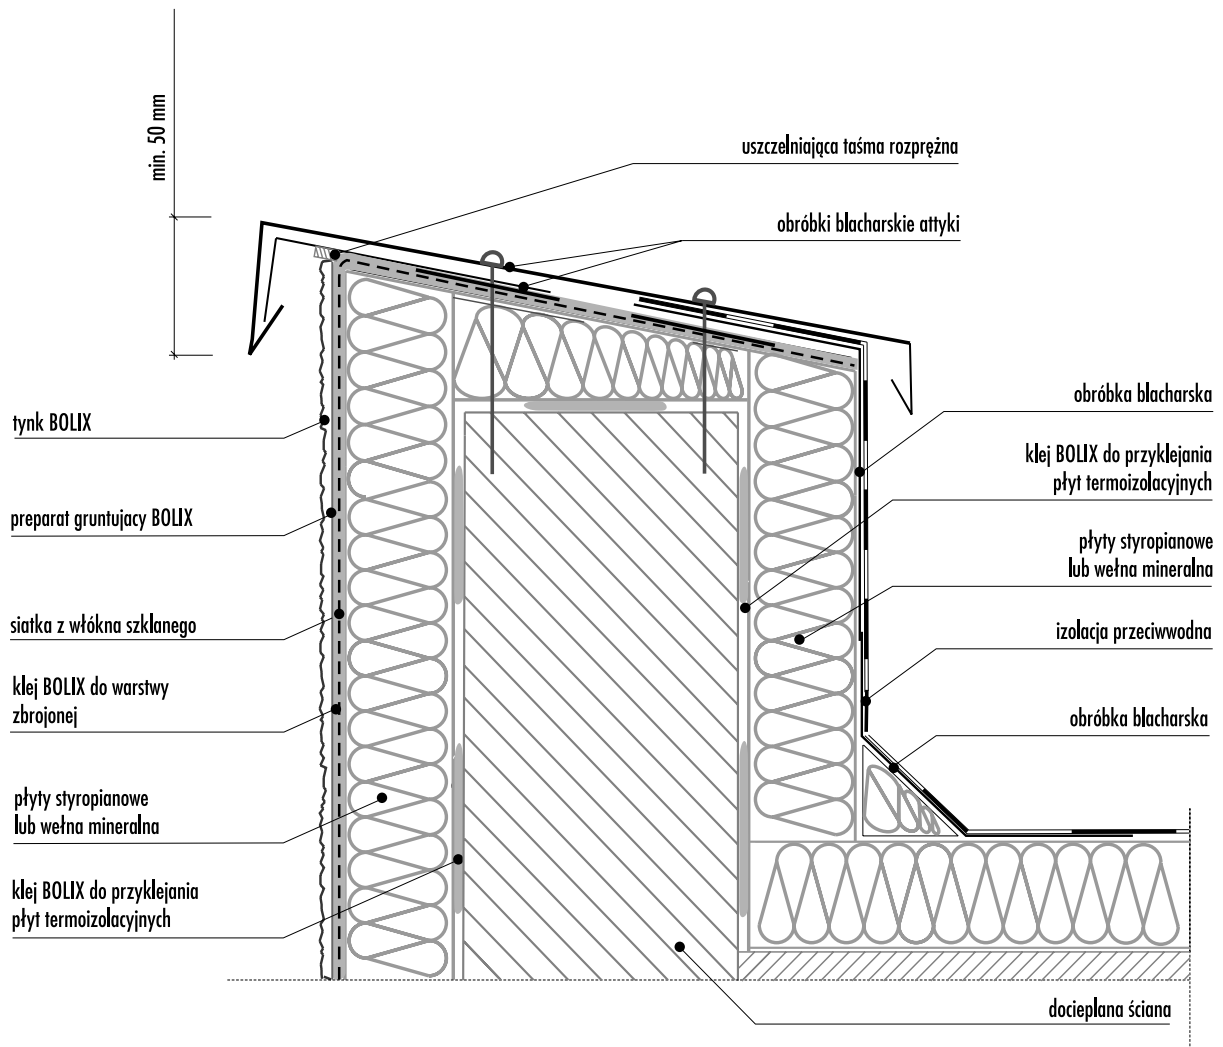 min. 50 mm
uszczelniająca taśma rozprężna
obróbki blacharskie attyki
tynk BOLIX
preparat gruntujacy BOLIX
siatka z włókna szklanego
klej BOLIX do warstwy
zbrojonej
płyty styropianowe
lub wełna mineralna
klej BOLIX do przyklejania
płyt termoizolacyjnych
obróbka blacharska
klej BOLIX do przyklejania
płyt termoizolacyjnych
płyty styropianowe
lub wełna mineralna
izolacja przeciwwodna
obróbka blacharska
docieplana ściana